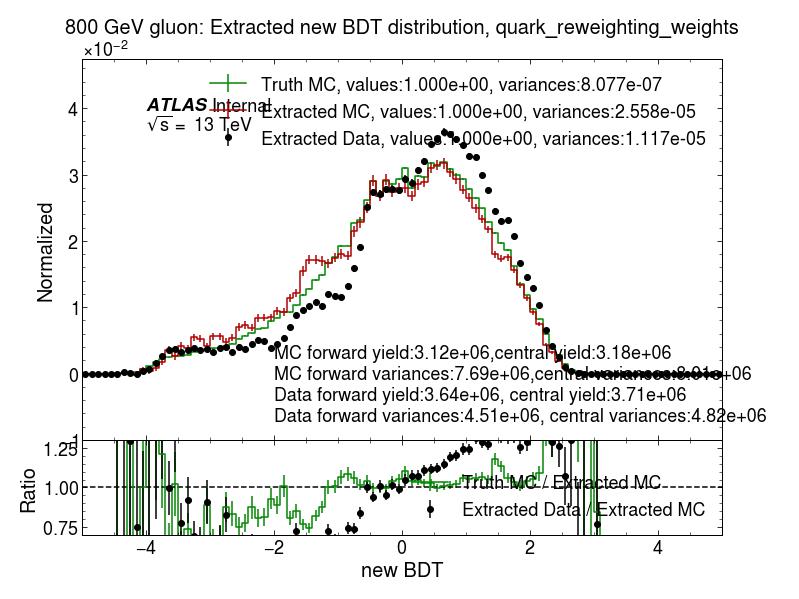 800 GeV gluon: Extracted new BDT distribution, quark_reweighting_weights
×10−2
Truth MC, values:1.000e+00, variances:8.077e-07
ATLAS Internal
Extracted MC, values:1.000e+00, variances:2.558e-05
√s = 13 TeV
Extracted Data, values:1.000e+00, variances:1.117e-05
4
3
2
1
0
Normalized
MC forward yield:3.12e+06,central yield:3.18e+06
MC forward variances:7.69e+06,central variances:8.01e+06
Data forward yield:3.64e+06, central yield:3.71e+06
Data forward variances:4.51e+06, central variances:4.82e+06
1.25
1.00
0.75
Ratio
Truth MC / Extracted MC
Extracted Data / Extracted MC
−4 −2 0 2 4
new BDT